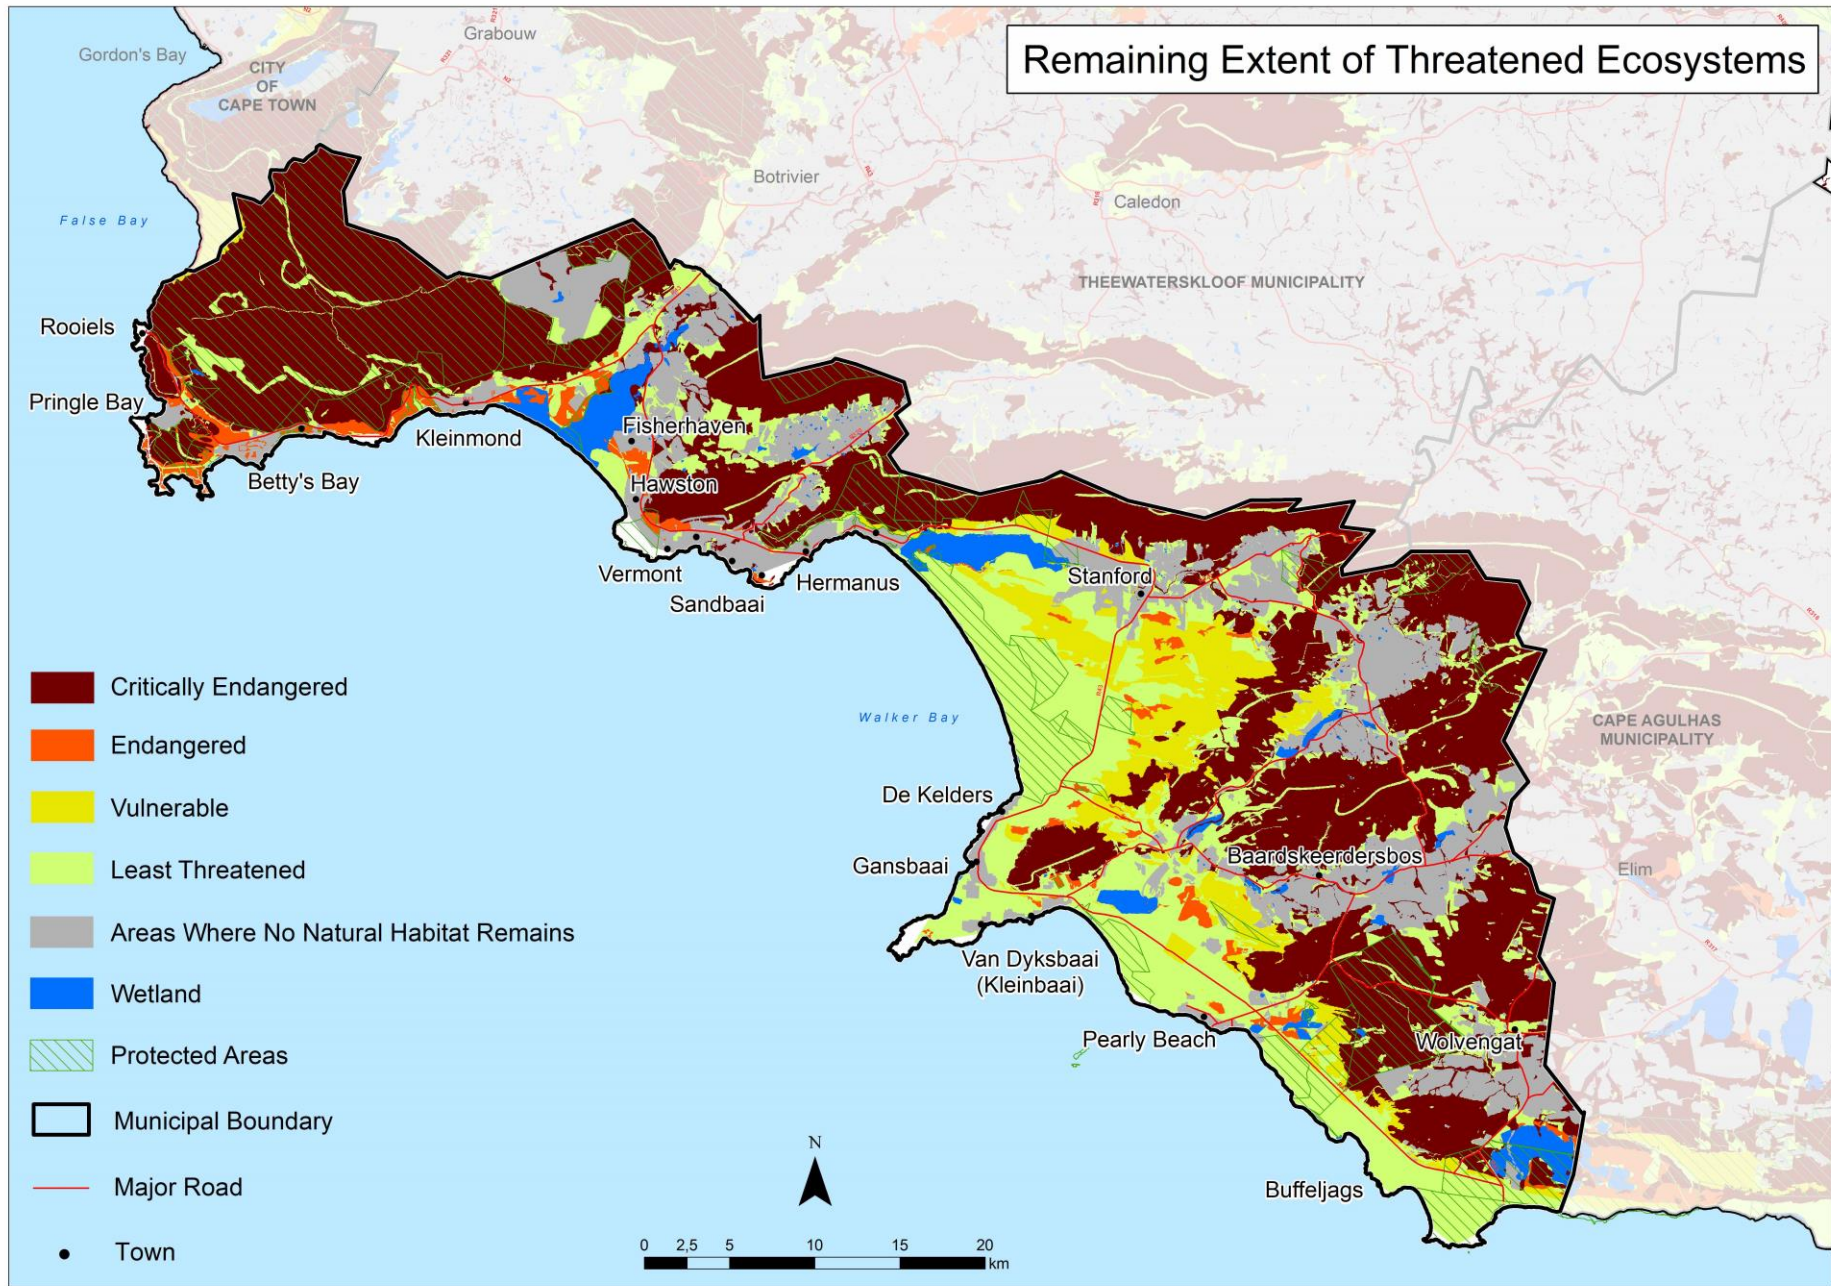 Remaining Extent of Threatened Ecosystems
Gordon's Bay
Grabouw
CITY
OF
CAPE TOWN
Botrivier
Caledon
False Bay
THEEWATERSKLOOF MUNICIPALITY
Rooiels
Pringle Bay
Kleinmond
Fisherhaven
Betty's Bay
Hawston
Vermont
Hermanus
Sandbaai
Stanford
Critically Endangered
Endangered
Vulnerable
Least Threatened
Areas Where No Natural Habitat Remains
Wetland
Protected Areas
Municipal Boundary
Major Road
Town
Walker Bay
CAPE AGULHAS
MUNICIPALITY
De Kelders
Gansbaai
Baardskeerdersbos
Elim
Van Dyksbaai
(Kleinbaai)
Pearly Beach
Wolvengat
Buffeljags
N
0 2,5 5 10 15 20
km